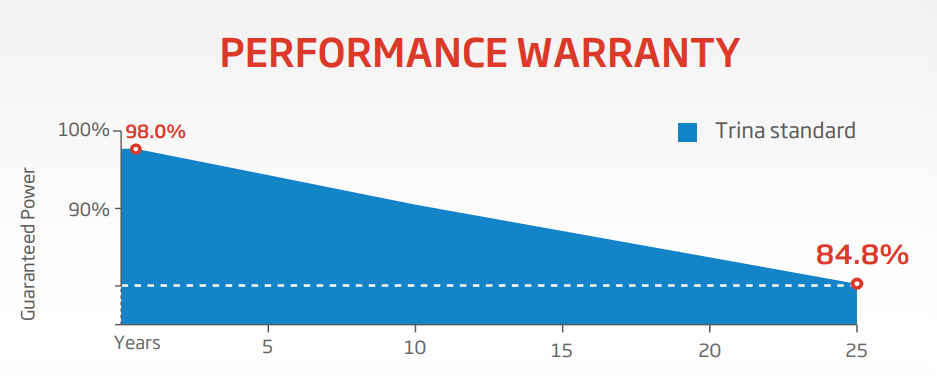 PERFORMANCE WARRANTY
Trina standard
100%
98.0%
90%
Guaranteed Power
84.8%
Years
5
10
15
20
25